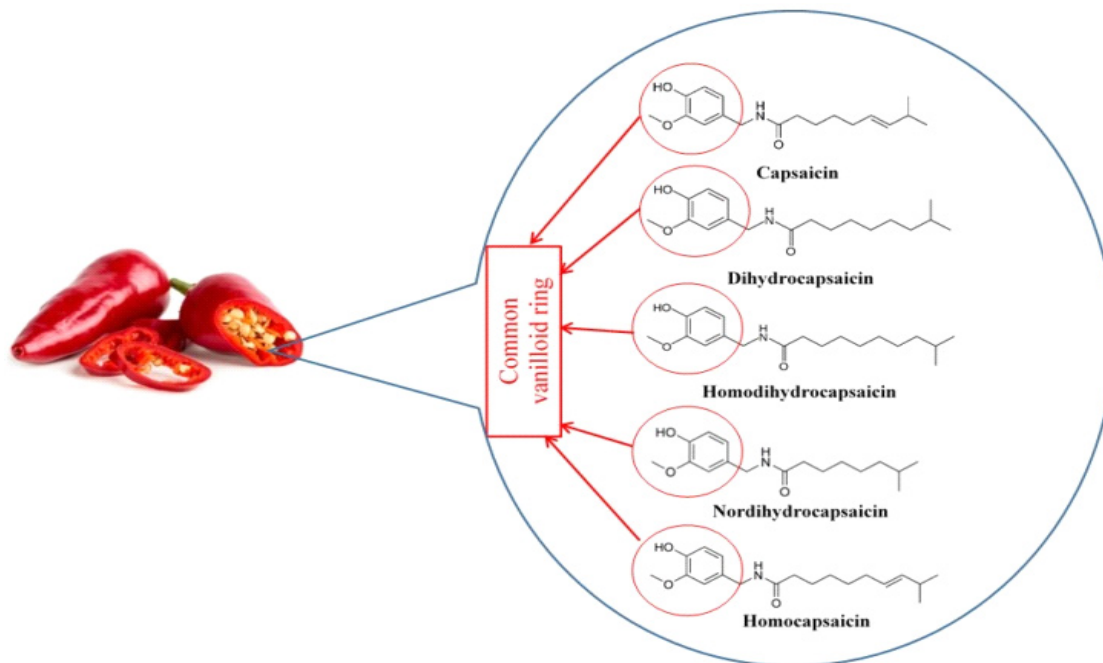 HO
O
H
N
O
Capsaicin
HO
O
H
N
O
Dihydrocapsaicin
HO
O
H
N
O
Homodihydrocapsaicin
HO
O
H
N
O
Nordihydrocapsaicin
HO
O
H
N
O
Homocapsaicin
Common
vanilloid ring